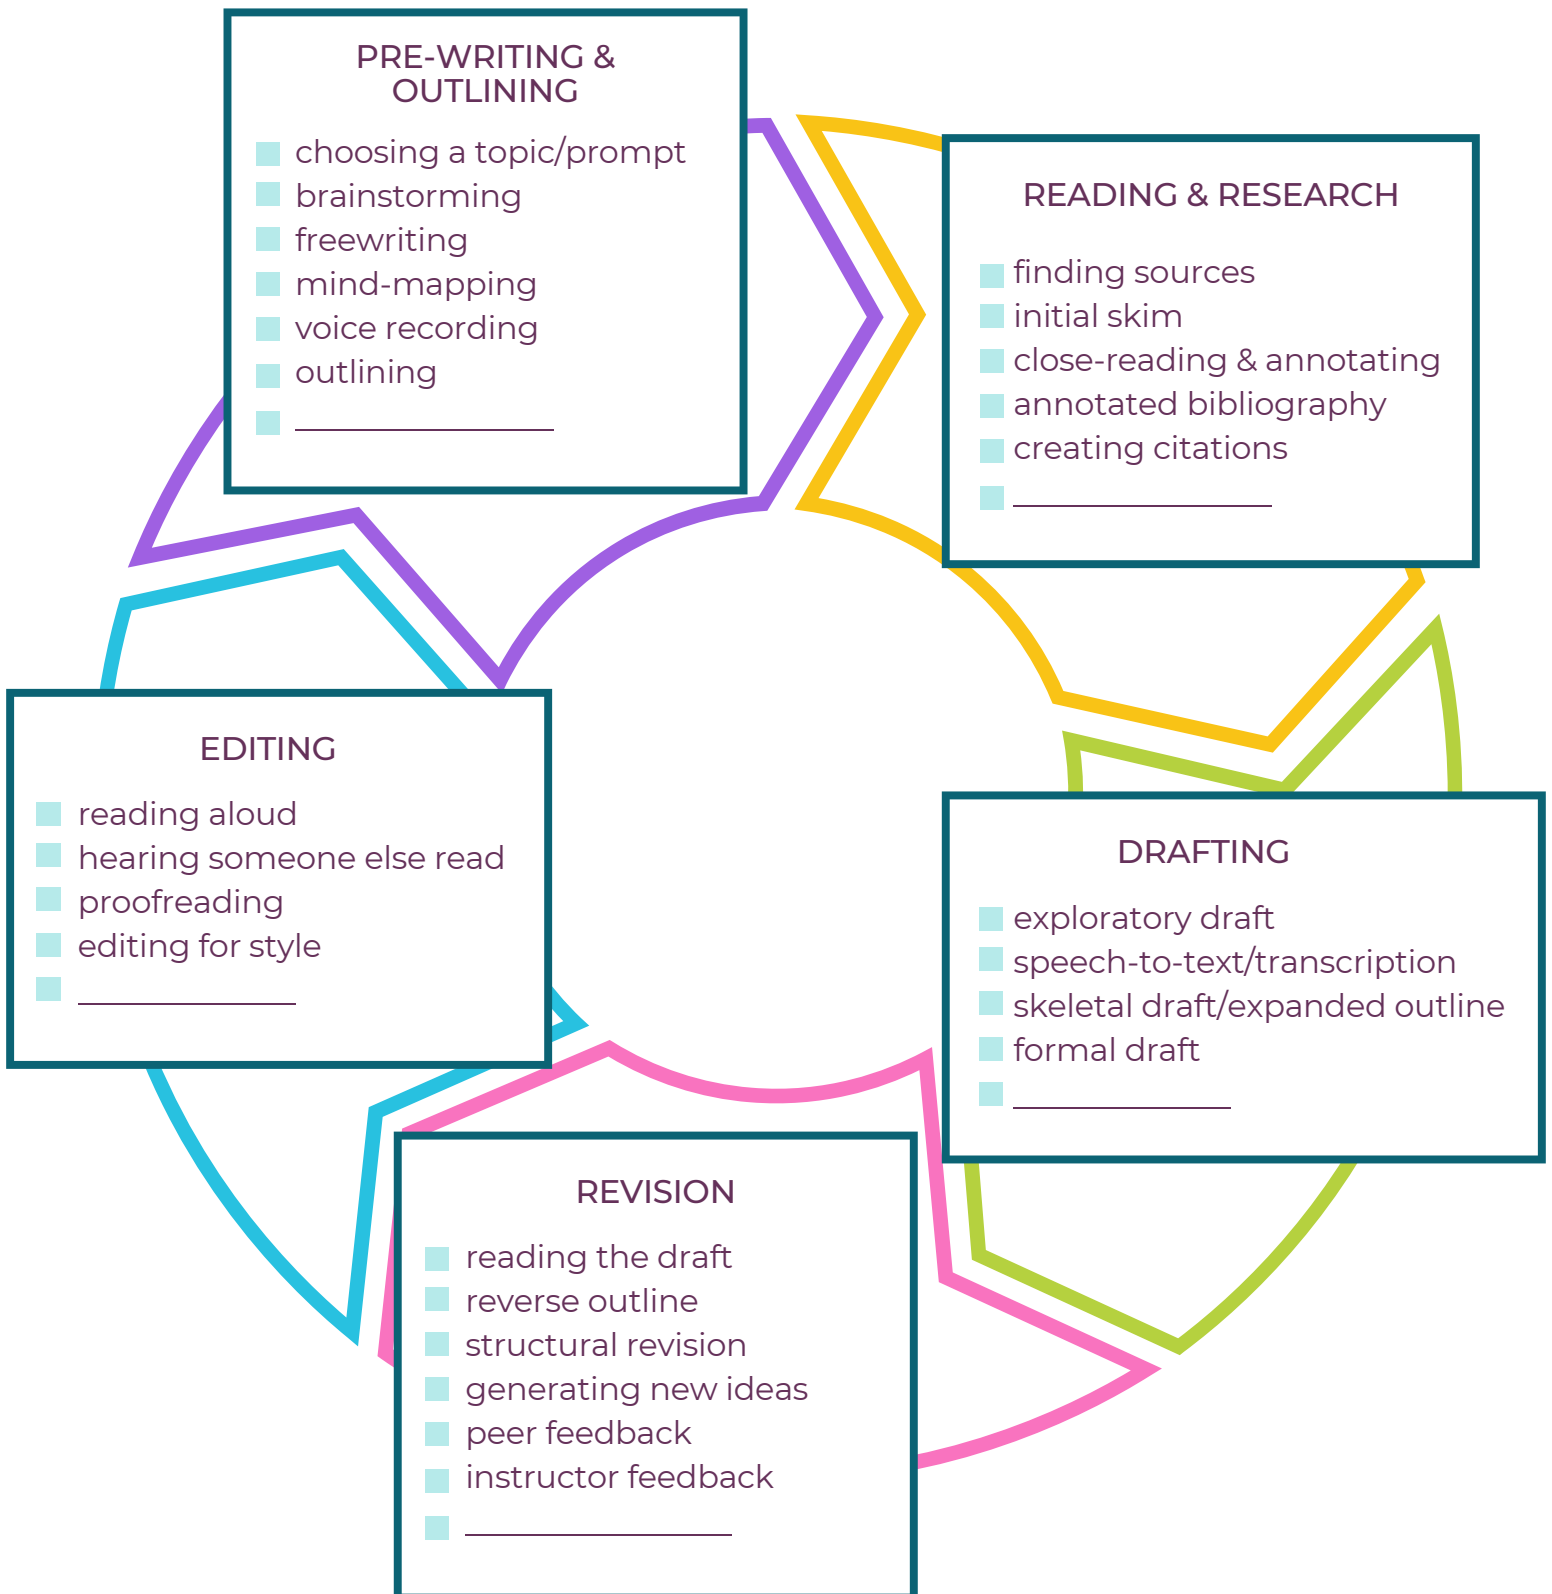 PRE-WRITING &
OUTLINING
choosing a topic/prompt
brainstorming
freewriting
mind-mapping
voice recording
outlining
READING & RESEARCH
finding sources
initial skim
close-reading & annotating
annotated bibliography
creating citations
DRAFTING
exploratory draft
speech-to-text/transcription
skeletal draft/expanded outline
formal draft
REVISION
reading the draft
reverse outline
structural revision
generating new ideas
peer feedback
instructor feedback
EDITING
reading aloud
hearing someone else read
proofreading
editing for style